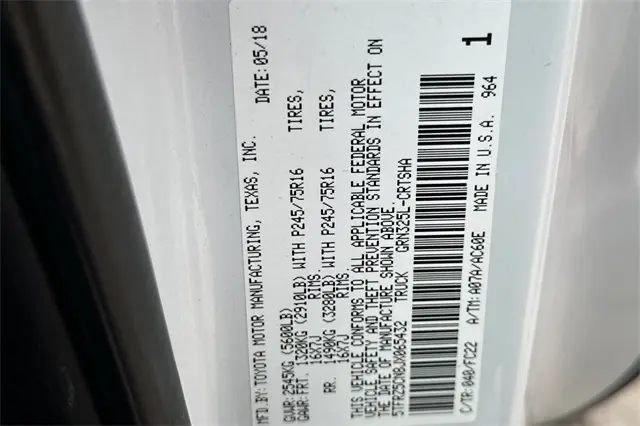 MFD. BY: TOYOTA MOTOR MANUFACTURING, TEXAS, INC. DATE: 05/18
GVWR: 2545KG (5600LB)
GAWR: FRT. 1320KG (2910LB) WITH P245/75R16 TIRES,
16X7J RIMS.
RR. 1490KG (3280LB) WITH P245/75R16 TIRES,
16X7J RIMS.
THIS VEHICLE CONFORMS TO ALL APPLICABLE FEDERAL MOTOR
VEHICLE SAFETY AND THEFT PREVENTION STANDARDS IN EFFECT ON
THE DATE OF MANUFACTURE SHOWN ABOVE.
TRUCK GRN325L-CRTSHA
C/TR: 040/FC22 A/TM: A07A/AC60E MADE IN U.S.A. 964
1